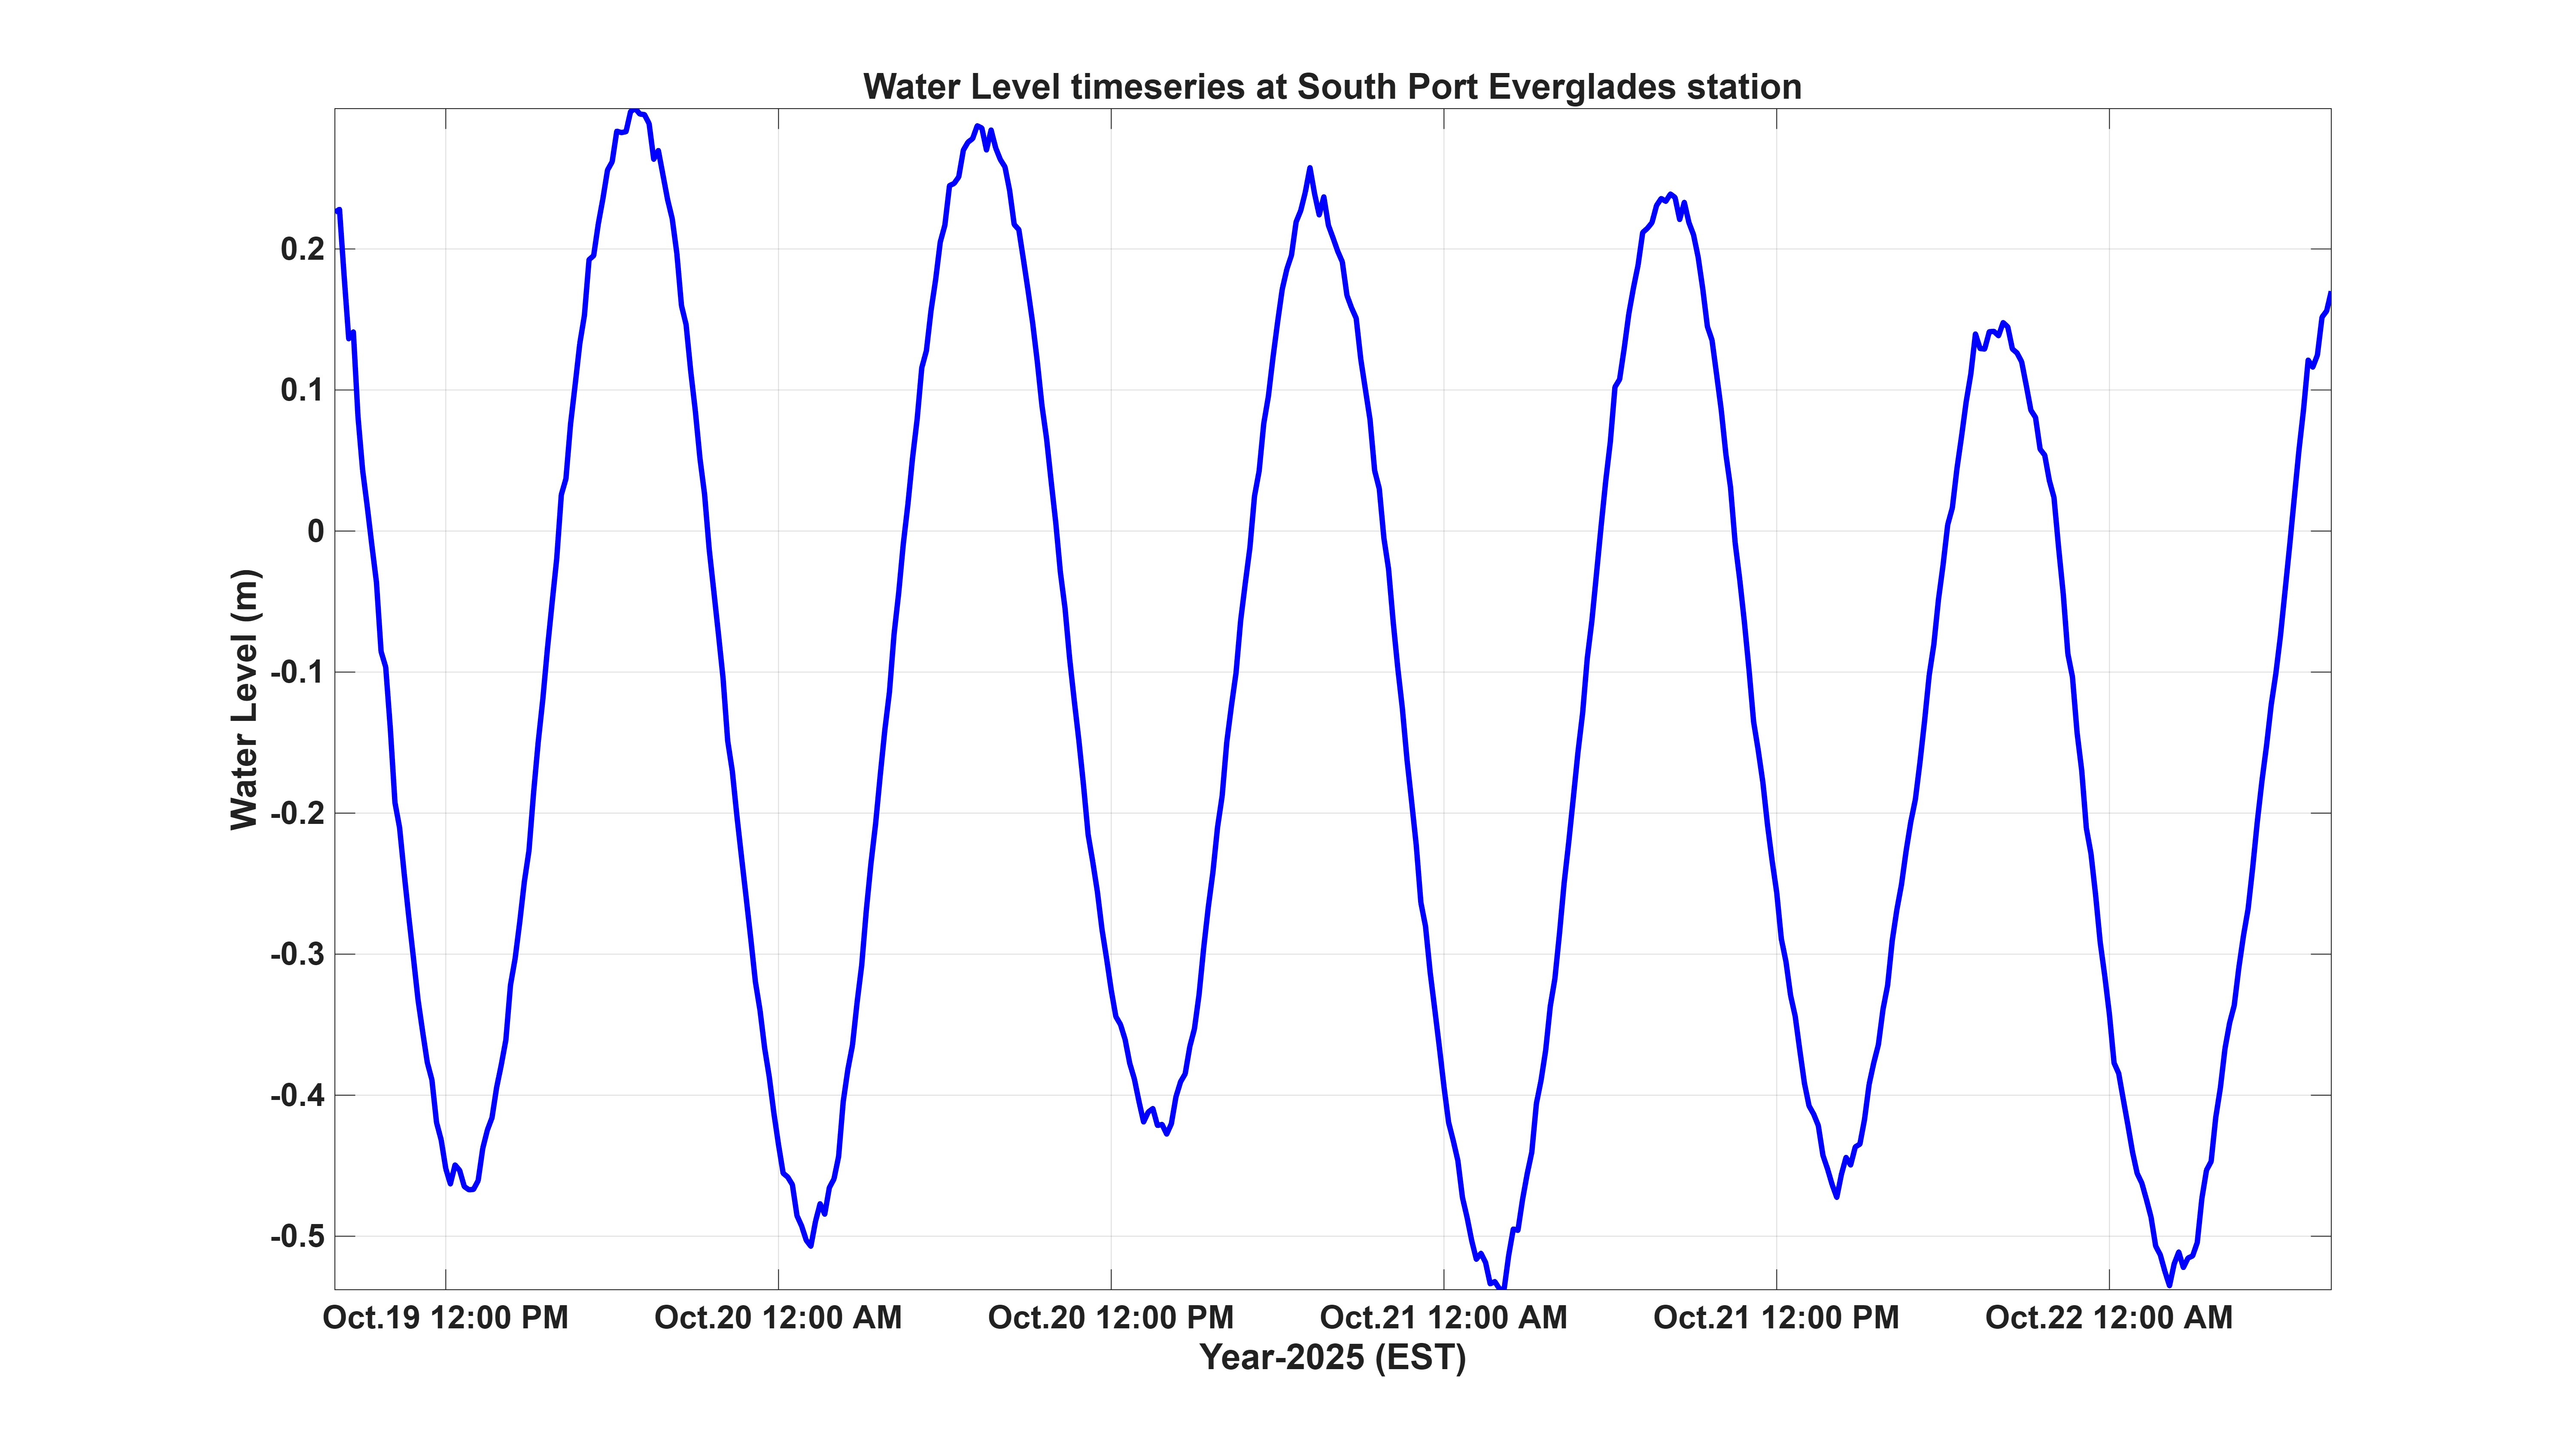 Water Level timeseries at South Port Everglades station
Water Level (m)
0.2
0.1
0
-0.1
-0.2
-0.3
-0.4
-0.5
Oct.19 12:00 PM Oct.20 12:00 AM Oct.20 12:00 PM Oct.21 12:00 AM Oct.21 12:00 PM Oct.22 12:00 AM
Year-2025 (EST)